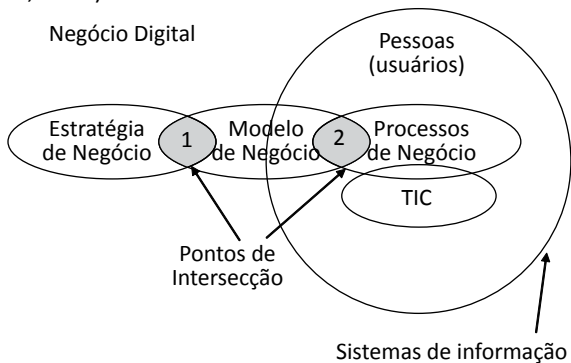 Negócio Digital
Pessoas
(usuários)
Estratégia
de Negócio
1
Modelo
de Negócio
2
Processos
de Negócio
TIC
Pontos de
Intersecção
Sistemas de informação